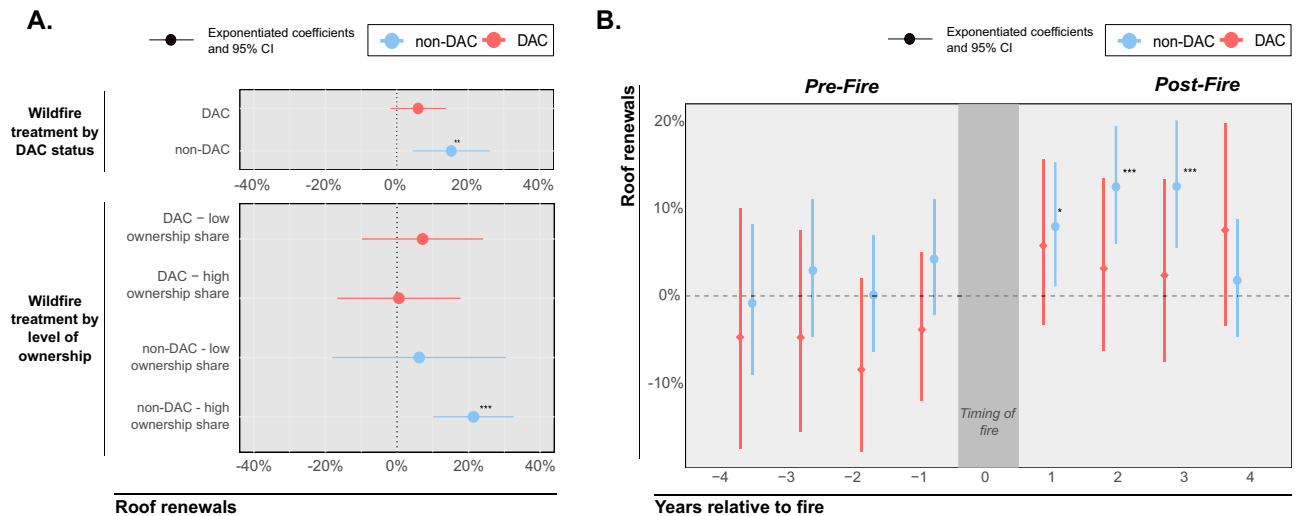 A.
Exponentiated coefficients
and 95% CI
non-DAC
DAC
Wildfire
treatment by
DAC status
DAC
non-DAC
**
-40%
-20%
0%
20%
40%
Wildfire
treatment by
level of
ownership
DAC − low
ownership share
DAC − high
ownership share
non-DAC - low
ownership share
non-DAC - high
ownership share
***
-40%
-20%
0%
20%
40%
Roof renewals
B.
Exponentiated coefficients
and 95% CI
non-DAC
DAC
Pre-Fire
Post-Fire
Roof renewals
20%
10%
0%
-10%
*
***
***
Timing of
fire
−4
−3
−2
−1
0
1
2
3
4
Years relative to fire